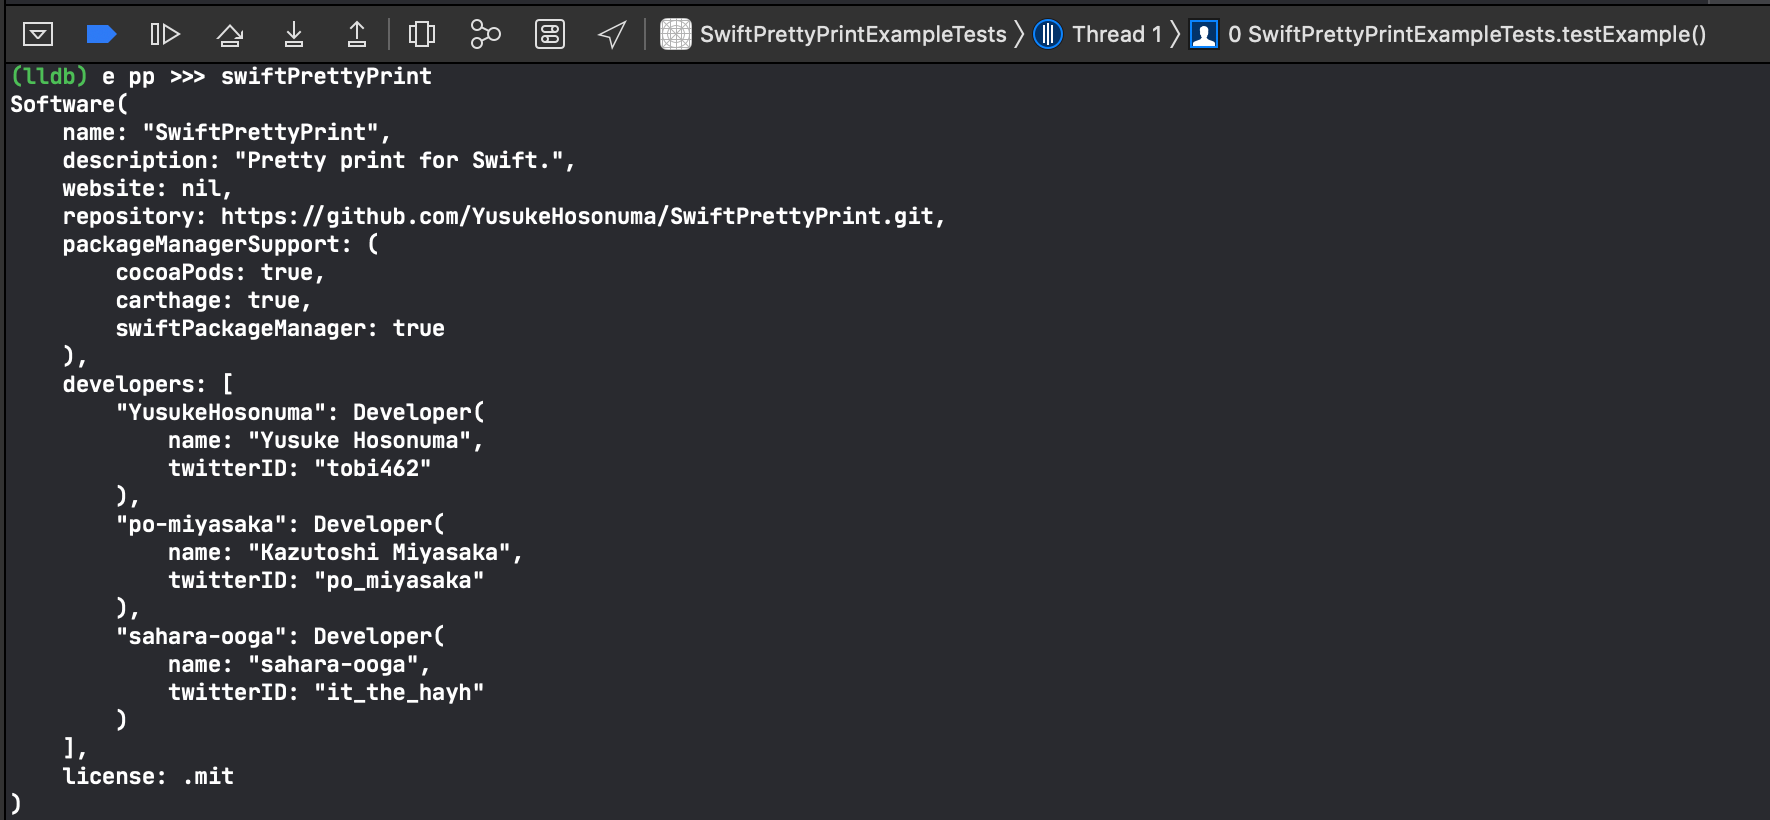 SwiftPrettyPrintExampleTests Thread 1 0 SwiftPrettyPrintExampleTests.testExample()
(lldb) e pp >>> swiftPrettyPrint
Software(
    name: "SwiftPrettyPrint",
    description: "Pretty print for Swift.",
    website: nil,
    repository: https://github.com/YusukeHosonuma/SwiftPrettyPrint.git,
    packageManagerSupport: (
        cocoaPods: true,
        carthage: true,
        swiftPackageManager: true
    ),
    developers: [
        "YusukeHosonuma": Developer(
            name: "Yusuke Hosonuma",
            twitterID: "tobi462"
        ),
        "po-miyasaka": Developer(
            name: "Kazutoshi Miyasaka",
            twitterID: "po_miyasaka"
        ),
        "sahara-ooga": Developer(
            name: "sahara-ooga",
            twitterID: "it_the_hayh"
        )
    ],
    license: .mit
)